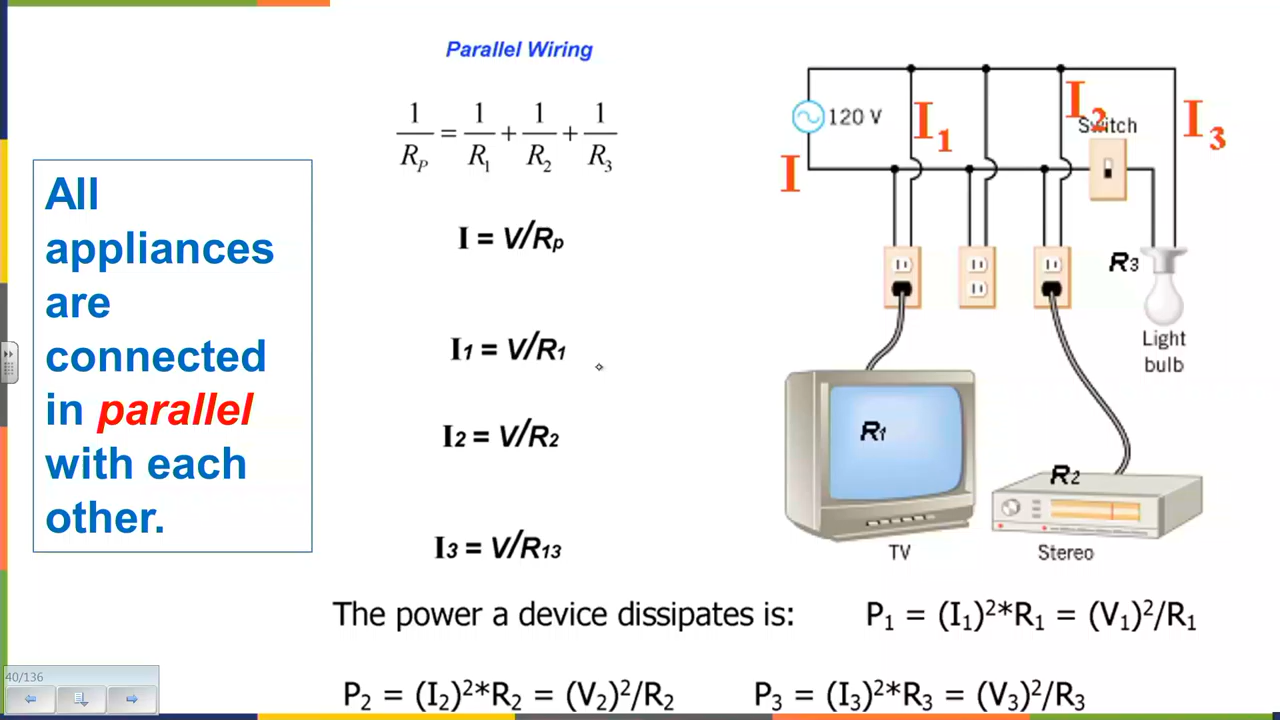 Parallel Wiring
1/R_P = 1/R_1 + 1/R_2 + 1/R_3
I = V/Rp
I1 = V/R1
I2 = V/R2
I3 = V/R13
All
appliances
are
connected
in parallel
with each
other.
120 V
I
I1
I2
Switch
I3
R3
Light
bulb
R1
R2
TV
Stereo
The power a device dissipates is: P1 = (I1)²*R1 = (V1)²/R1
P2 = (I2)²*R2 = (V2)²/R2 P3 = (I3)²*R3 = (V3)²/R3
40/136